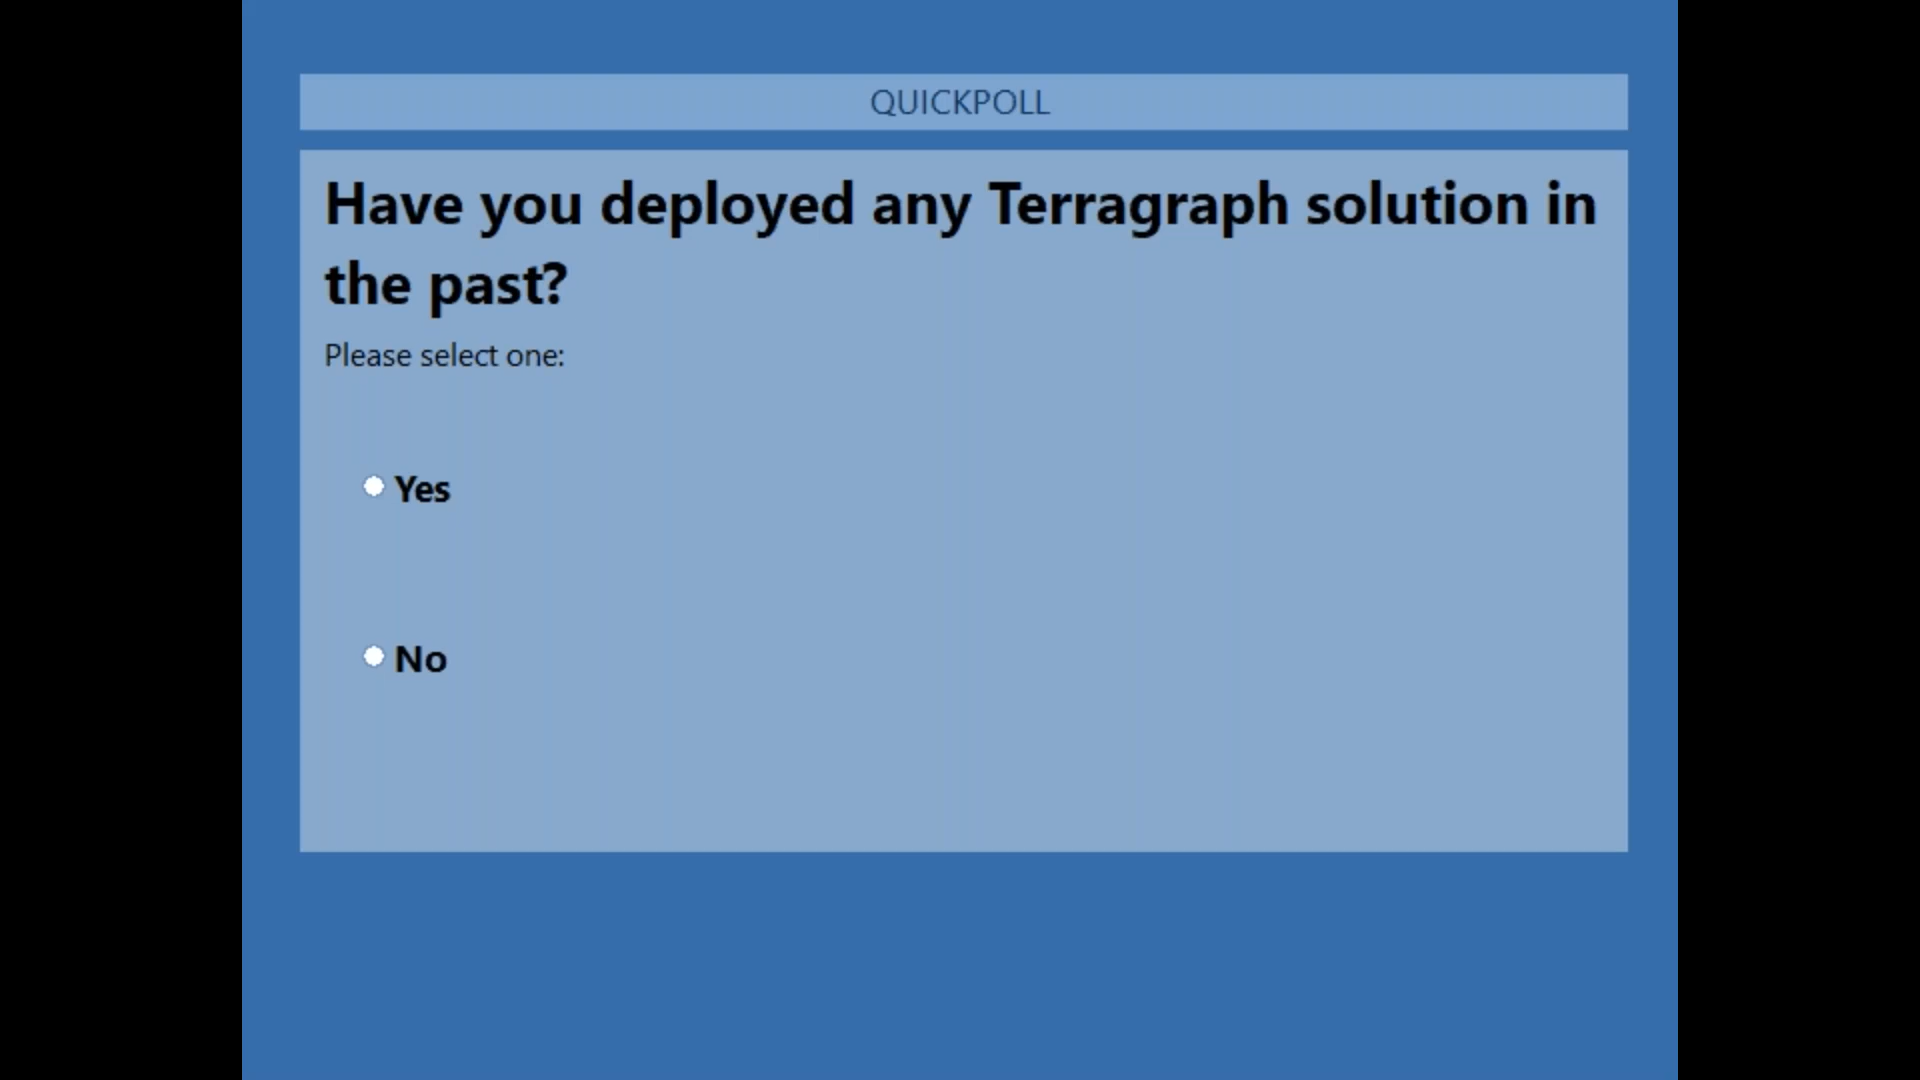 QUICKPOLL
Have you deployed any Terragraph solution in
the past?
Please select one:
Yes
No